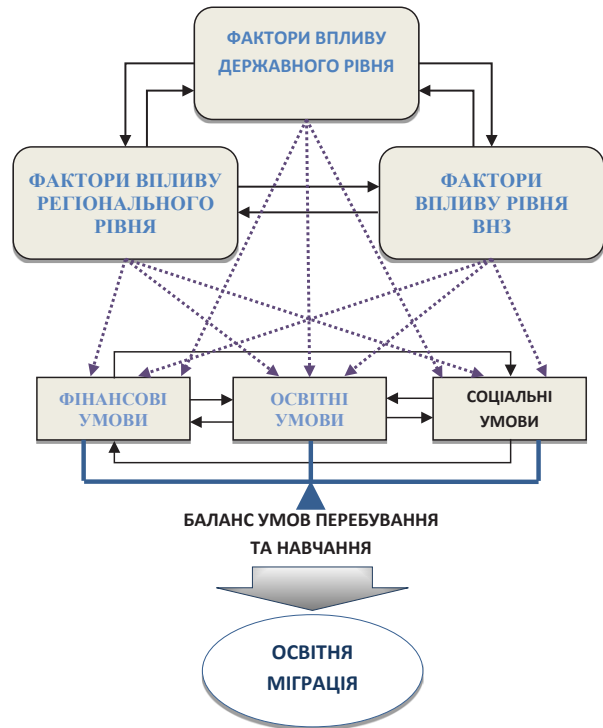 ФАКТОРИ ВПЛИВУ
ДЕРЖАВНОГО РІВНЯ
ФАКТОРИ ВПЛИВУ
РЕГІОНАЛЬНОГО
РІВНЯ
ФАКТОРИ
ВПЛИВУ РІВНЯ
ВНЗ
ФІНАНСОВІ
УМОВИ
ОСВІТНІ
УМОВИ
СОЦІАЛЬНІ
УМОВИ
БАЛАНС УМОВ ПЕРЕБУВАННЯ
ТА НАВЧАННЯ
ОСВІТНЯ
МІГРАЦІЯ